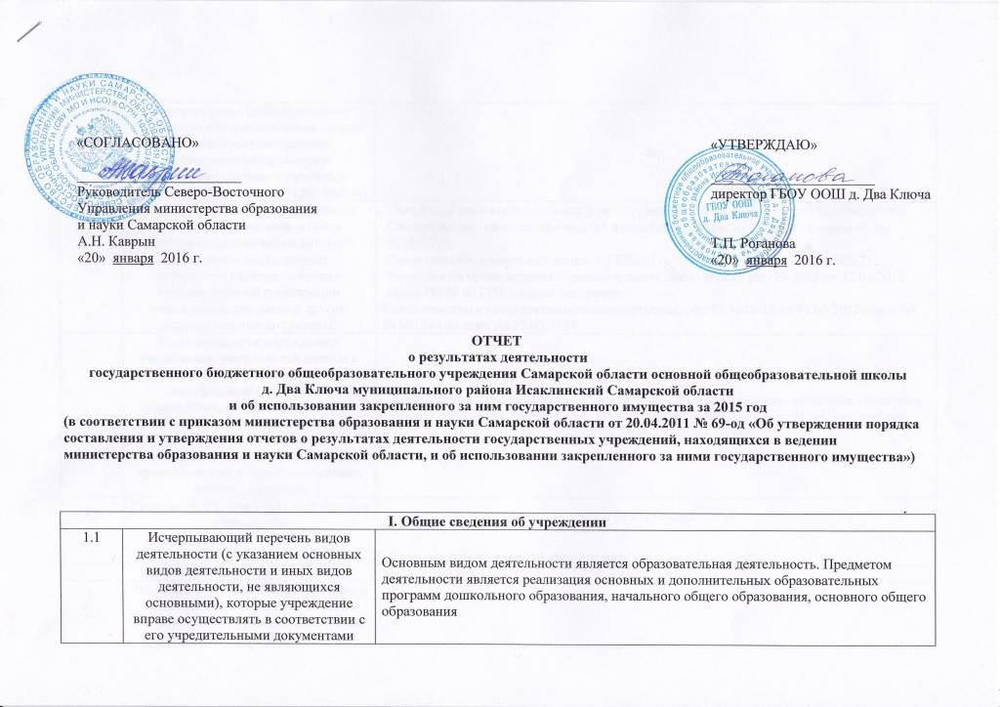 «СОГЛАСОВАНО»
Руководитель Северо-Восточного
Управления министерства образования
и науки Самарской области
А.Н. Каврын
«20» января 2016 г.
«УТВЕРЖДАЮ»
директор ГБОУ ООШ д. Два Ключа
ГБОУ ООШ
д. Два Ключа
Т.П. Роганова
«20» января 2016 г.
ОТЧЕТ
о результатах деятельности
государственного бюджетного общеобразовательного учреждения Самарской области основной общеобразовательной школы
д. Два Ключа муниципального района Исаклинский Самарской области
и об использовании закрепленного за ним государственного имущества за 2015 год
(в соответствии с приказом министерства образования и науки Самарской области от 20.04.2011 № 69-од «Об утверждении порядка
составления и утверждения отчетов о результатах деятельности государственных учреждений, находящихся в ведении
министерства образования и науки Самарской области, и об использовании закрепленного за ними государственного имущества»)
I. Общие сведения об учреждении
1.1
Исчерпывающий перечень видов
деятельности (с указанием основных
видов деятельности и иных видов
деятельности, не являющихся
основными), которые учреждение
вправе осуществлять в соответствии с
его учредительными документами
Основным видом деятельности является образовательная деятельность. Предметом
деятельности является реализация основных и дополнительных образовательных
программ дошкольного образования, начального общего образования, основного общего
образования